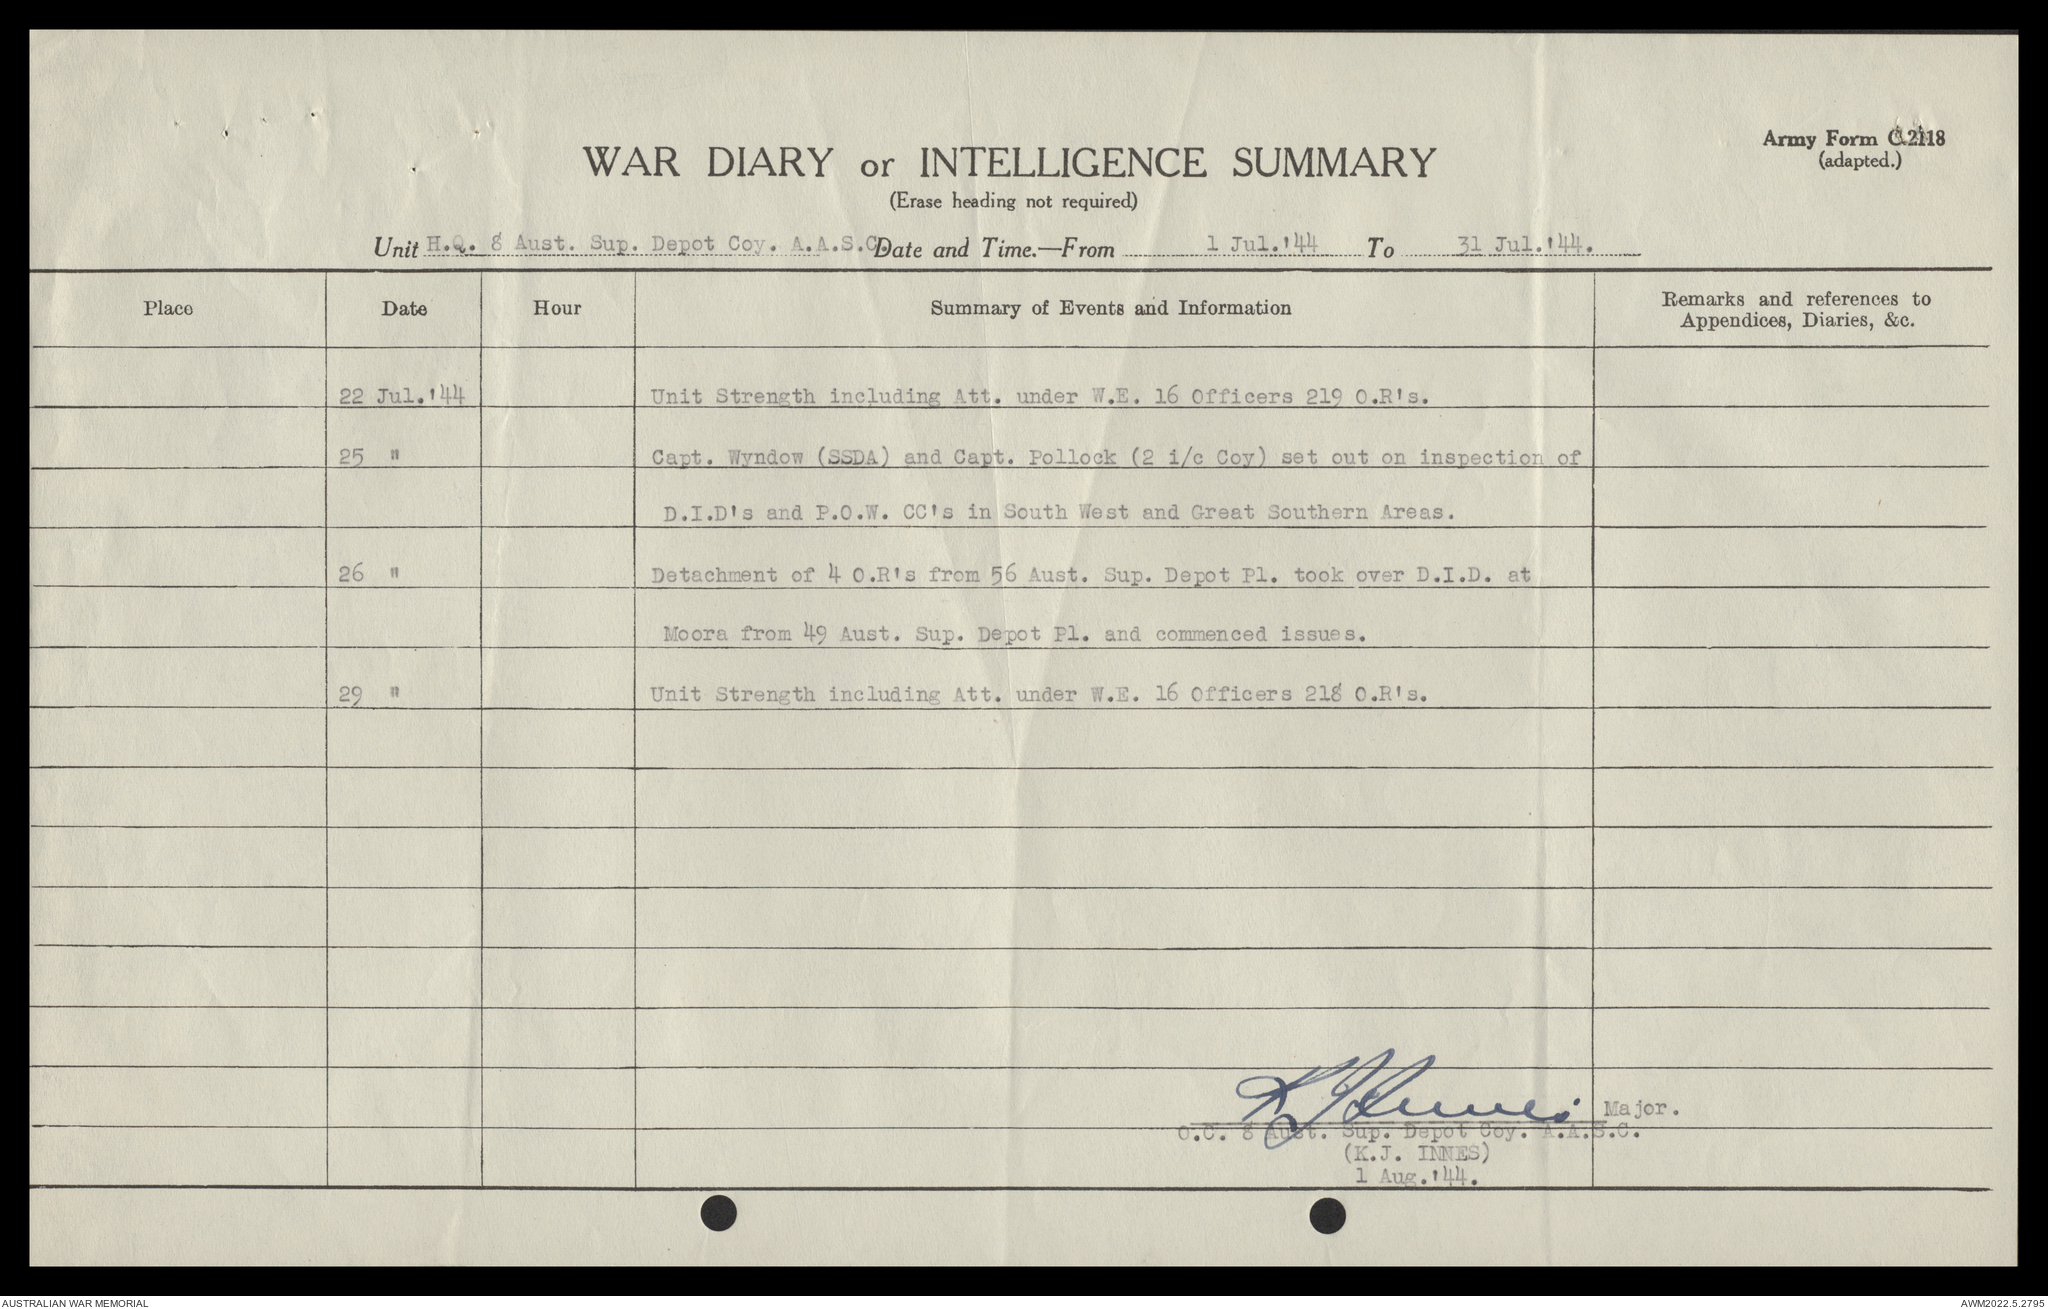 Army Form C.2118
(adapted.)
WAR DIARY or INTELLIGENCE SUMMARY
(Erase heading not required)
Unit H.Q. 8 Aust. Sup. Depot Coy. A.A.S.C. Date and Time.—From 1 Jul.'44 To 31 Jul.'44.
Place Date Hour Summary of Events and Information Remarks and references to
Appendices, Diaries, &c.
22 Jul.'44 Unit Strength including Att. under W.E. 16 Officers 219 O.R's.
25 " Capt. Wyndow (SSDA) and Capt. Pollock (2 i/c Coy) set out on inspection of
D.I.D's and P.O.W. CC's in South West and Great Southern Areas.
26 " Detachment of 4 O.R's from 56 Aust. Sup. Depot Pl. took over D.I.D. at
Moora from 49 Aust. Sup. Depot Pl. and commenced issues.
29 " Unit Strength including Att. under W.E. 16 Officers 218 O.R's.
KJ Innes Major.
O.C. 8 Aust. Sup. Depot Coy. A.A.S.C.
(K.J. INNES)
1 Aug.'44.
AUSTRALIAN WAR MEMORIAL AWM2022.5.2795